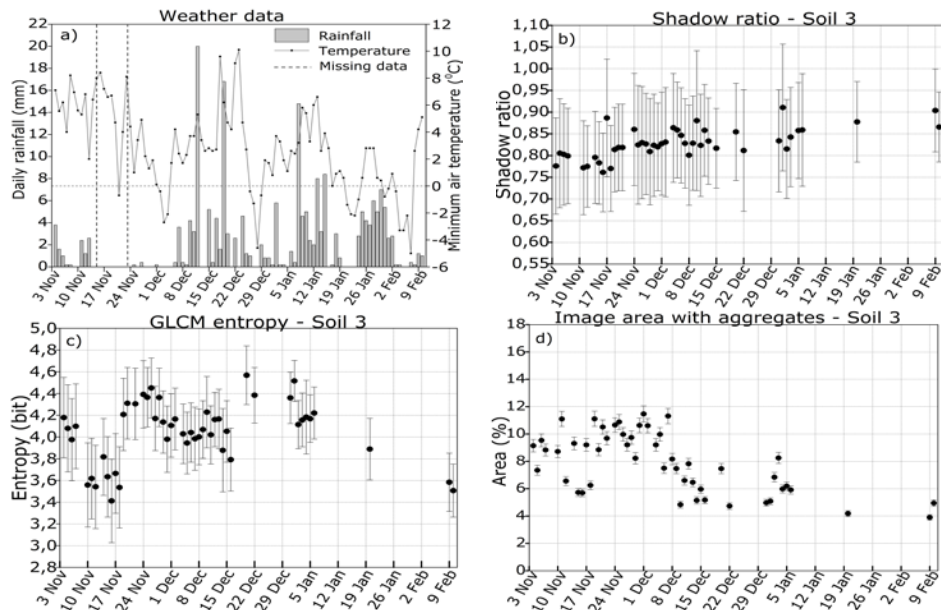 Weather data
a)
Rainfall
Temperature
Missing data
Daily rainfall (mm)
22
20
18
16
14
12
10
8
6
4
2
0
Minimum air temperature (⁰C)
12
10
8
6
4
2
0
-2
-4
-6
3 Nov
10 Nov
17 Nov
24 Nov
1 Dec
8 Dec
15 Dec
22 Dec
29 Dec
5 Jan
12 Jan
19 Jan
26 Jan
2 Feb
9 Feb
Shadow ratio - Soil 3
b)
Shadow ratio
1,10
1,05
1,00
0,95
0,90
0,85
0,80
0,75
0,70
0,65
0,60
0,55
3 Nov
10 Nov
17 Nov
24 Nov
1 Dec
8 Dec
15 Dec
22 Dec
29 Dec
5 Jan
12 Jan
19 Jan
26 Jan
2 Feb
9 Feb
GLCM entropy - Soil 3
c)
Entropy (bit)
5,0
4,8
4,6
4,4
4,2
4,0
3,8
3,6
3,4
3,2
3,0
2,8
3 Nov
10 Nov
17 Nov
24 Nov
1 Dec
8 Dec
15 Dec
22 Dec
29 Dec
5 Jan
12 Jan
19 Jan
26 Jan
2 Feb
9 Feb
Image area with aggregates - Soil 3
d)
Area (%)
18
16
14
12
10
8
6
4
2
0
3 Nov
10 Nov
17 Nov
24 Nov
1 Dec
8 Dec
15 Dec
22 Dec
29 Dec
5 Jan
12 Jan
19 Jan
26 Jan
2 Feb
9 Feb